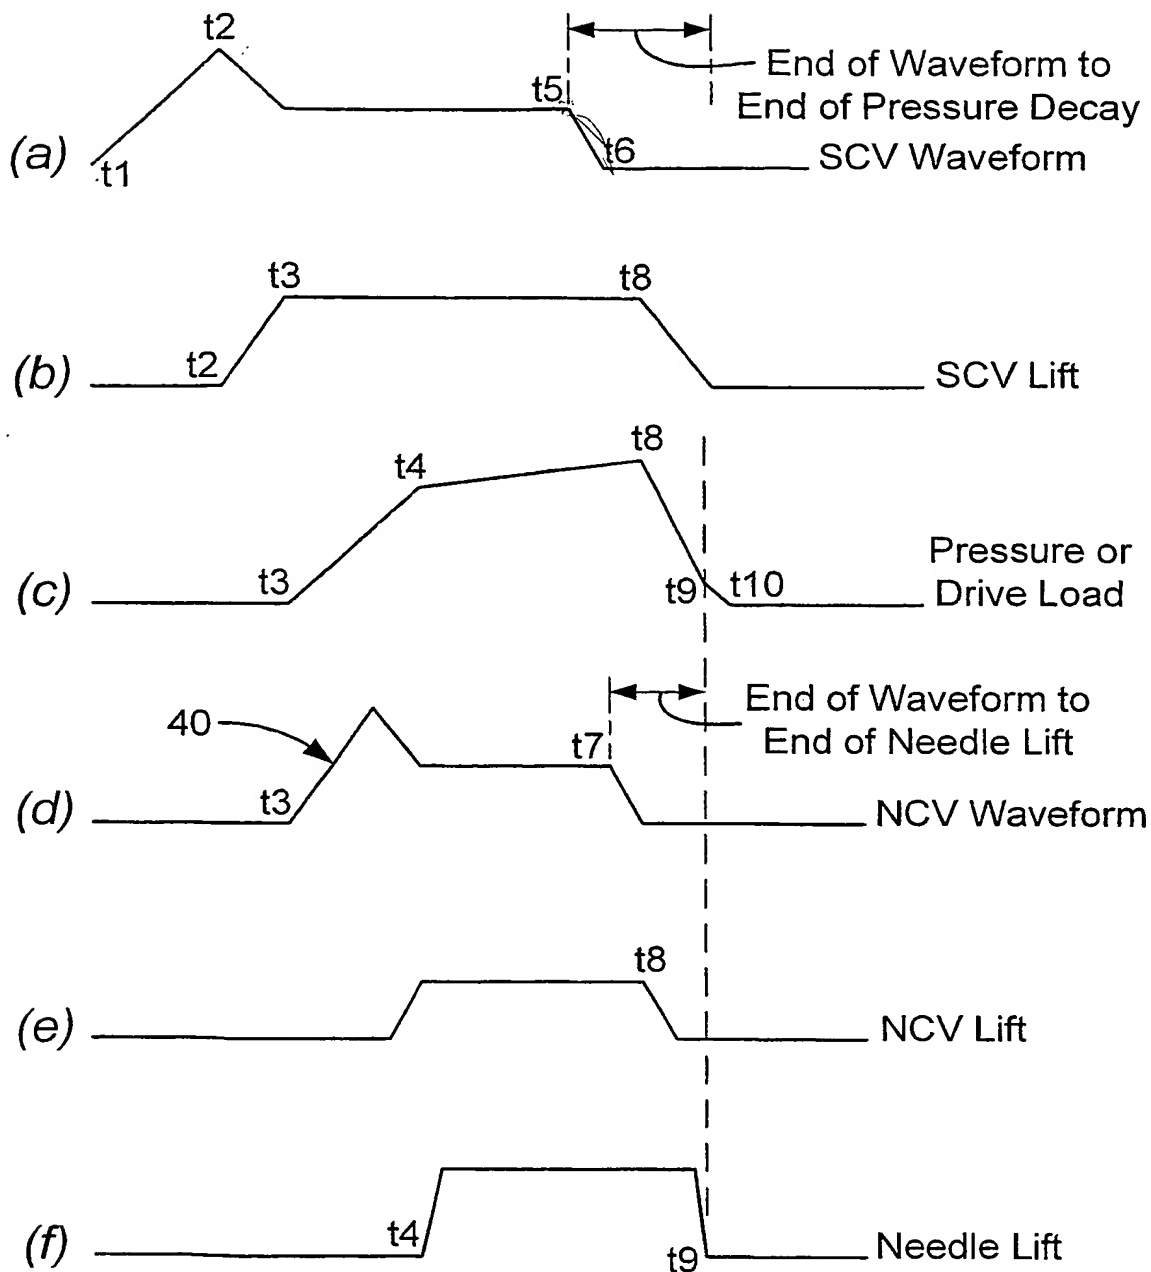 t2
End of Waveform to
End of Pressure Decay
t5
(a)
t1
t6
SCV Waveform
t3
t8
(b)
t2
SCV Lift
t8
t4
(c)
t3
t9
t10
Pressure or
Drive Load
40
End of Waveform to
End of Needle Lift
t7
(d)
t3
NCV Waveform
t8
(e)
NCV Lift
(f)
t4
t9
Needle Lift